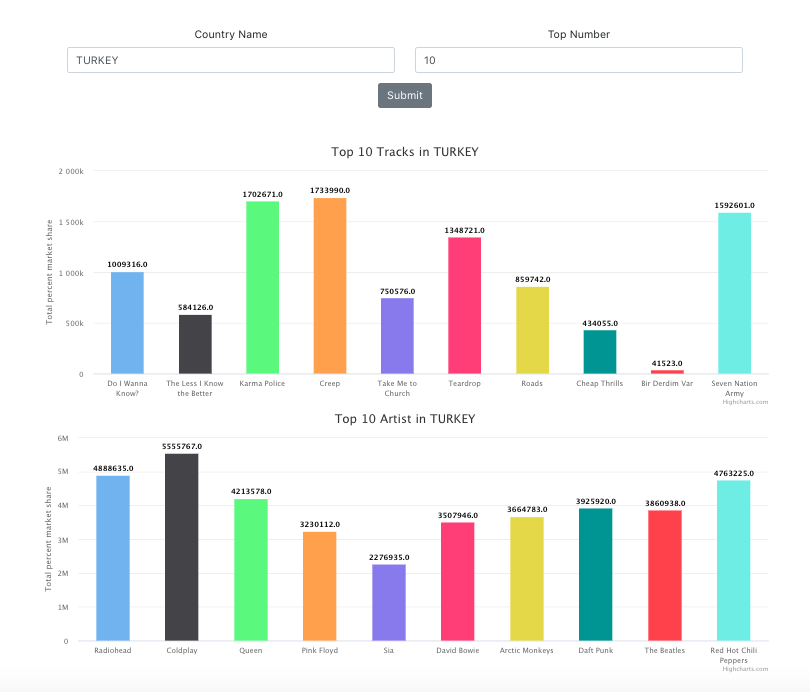 Country Name
Top Number
TURKEY
10
Submit
Top 10 Tracks in TURKEY
Total percent market share
2 000k
1 500k
1 000k
500k
0
1009316.0
584126.0
1702671.0
1733990.0
750576.0
1348721.0
859742.0
434055.0
41523.0
1592601.0
Do I Wanna
Know?
The Less I Know
the Better
Karma Police
Creep
Take Me to
Church
Teardrop
Roads
Cheap Thrills
Bir Derdim Var
Seven Nation
Army
Highcharts.com
Top 10 Artist in TURKEY
Total percent market share
6M
5M
4M
3M
2M
1M
0
4888635.0
5555767.0
4213578.0
3230112.0
2276935.0
3507946.0
3664783.0
3925920.0
3860938.0
4763225.0
Radiohead
Coldplay
Queen
Pink Floyd
Sia
David Bowie
Arctic Monkeys
Daft Punk
The Beatles
Red Hot Chili
Peppers
Highcharts.com